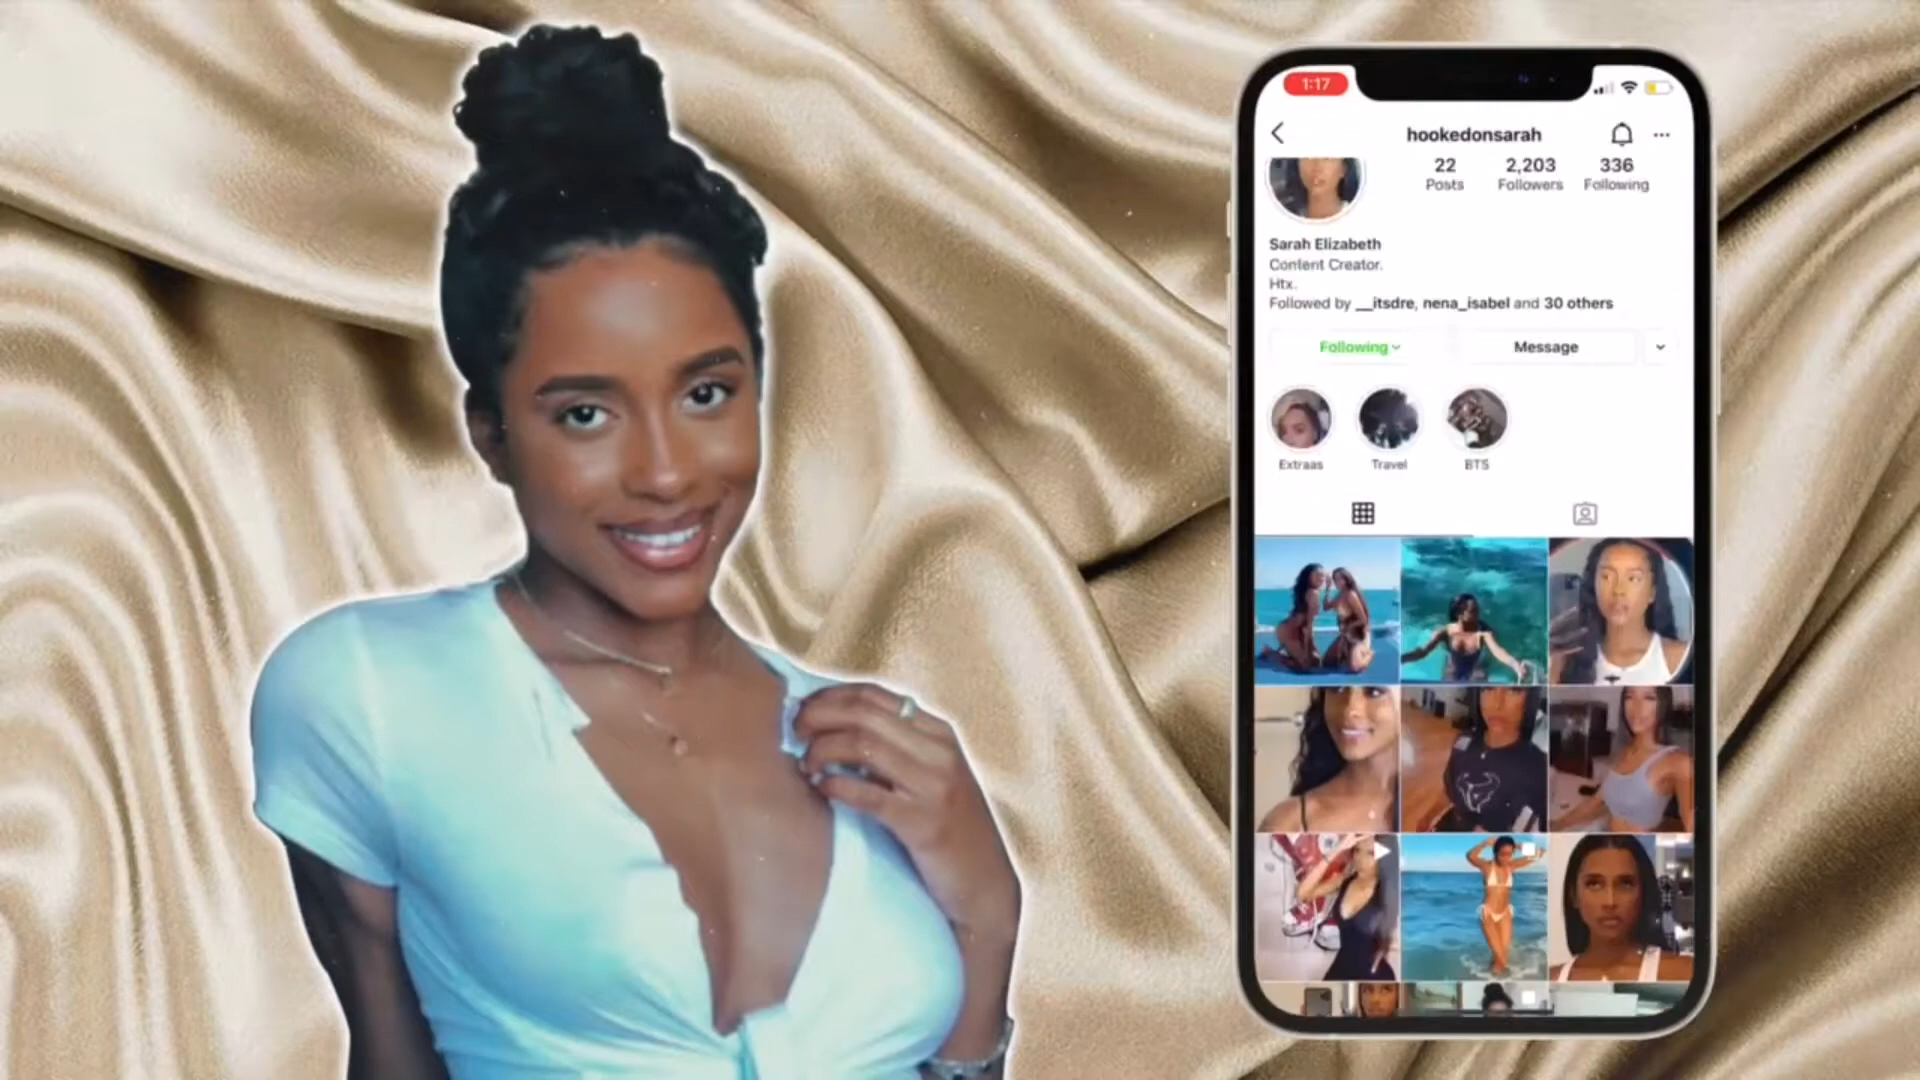 1:17
hookedonsarah
22 2,203 336
Posts Followers Following
Sarah Elizabeth
Content Creator.
Htx.
Followed by __itsdre, nena_isabel and 30 others
Following Message
Extraas Travel BTS